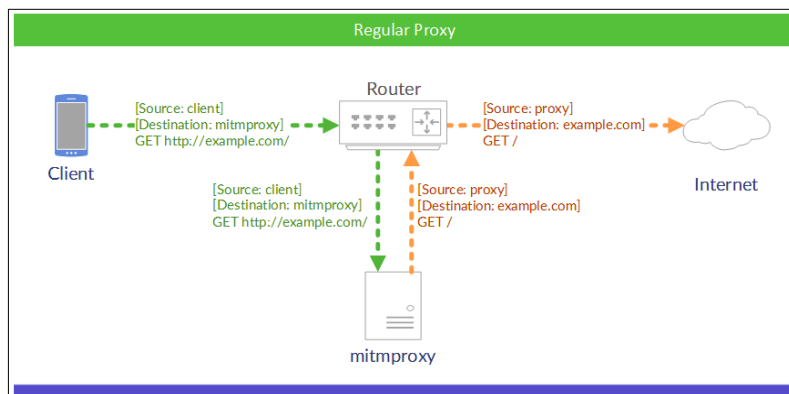 Regular Proxy
Router
[Source: client]
[Destination: mitmproxy]
GET http://example.com/
[Source: proxy]
[Destination: example.com]
GET /
Client
Internet
[Source: client]
[Destination: mitmproxy]
GET http://example.com/
[Source: proxy]
[Destination: example.com]
GET /
mitmproxy